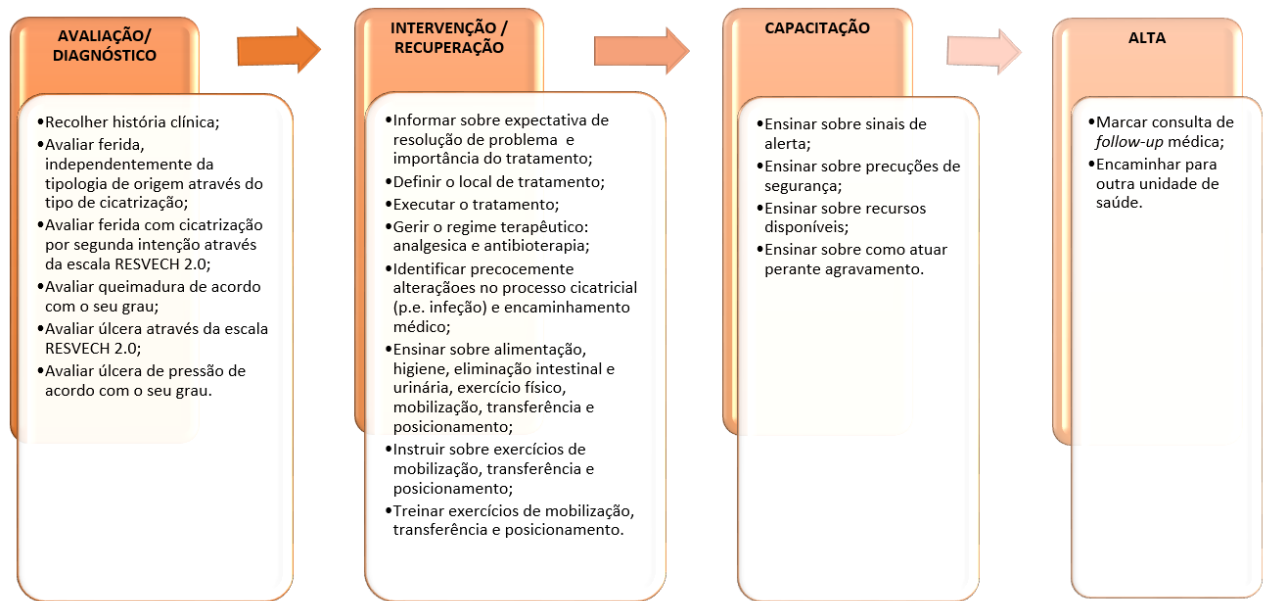 AVALIAÇÃO/
DIAGNÓSTICO
•Recolher história clínica;
•Avaliar ferida,
independentemente da
tipologia de origem através do
tipo de cicatrização;
•Avaliar ferida com cicatrização
por segunda intenção através
da escala RESVECH 2.0;
•Avaliar queimadura de acordo
com o seu grau;
•Avaliar úlcera através da escala
RESVECH 2.0;
•Avaliar úlcera de pressão de
acordo com o seu grau.
INTERVENÇÃO /
RECUPERAÇÃO
•Informar sobre expectativa de
resolução de problema e
importância do tratamento;
•Definir o local de tratamento;
•Executar o tratamento;
•Gerir o regime terapêutico:
analgesica e antibioterapia;
•Identificar precocemente
alterações no processo cicatricial
(p.e. infeção) e encaminhamento
médico;
•Ensinar sobre alimentação,
higiene, eliminação intestinal e
urinária, exercício físico,
mobilização, transferência e
posicionamento;
•Instruir sobre exercícios de
mobilização, transferência e
posicionamento;
•Treinar exercícios de mobilização,
transferência e posicionamento.
CAPACITAÇÃO
•Ensinar sobre sinais de
alerta;
•Ensinar sobre precuções de
segurança;
•Ensinar sobre recursos
disponíveis;
•Ensinar sobre como atuar
perante agravamento.
ALTA
•Marcar consulta de
follow-up médica;
•Encaminhar para
outra unidade de
saúde.